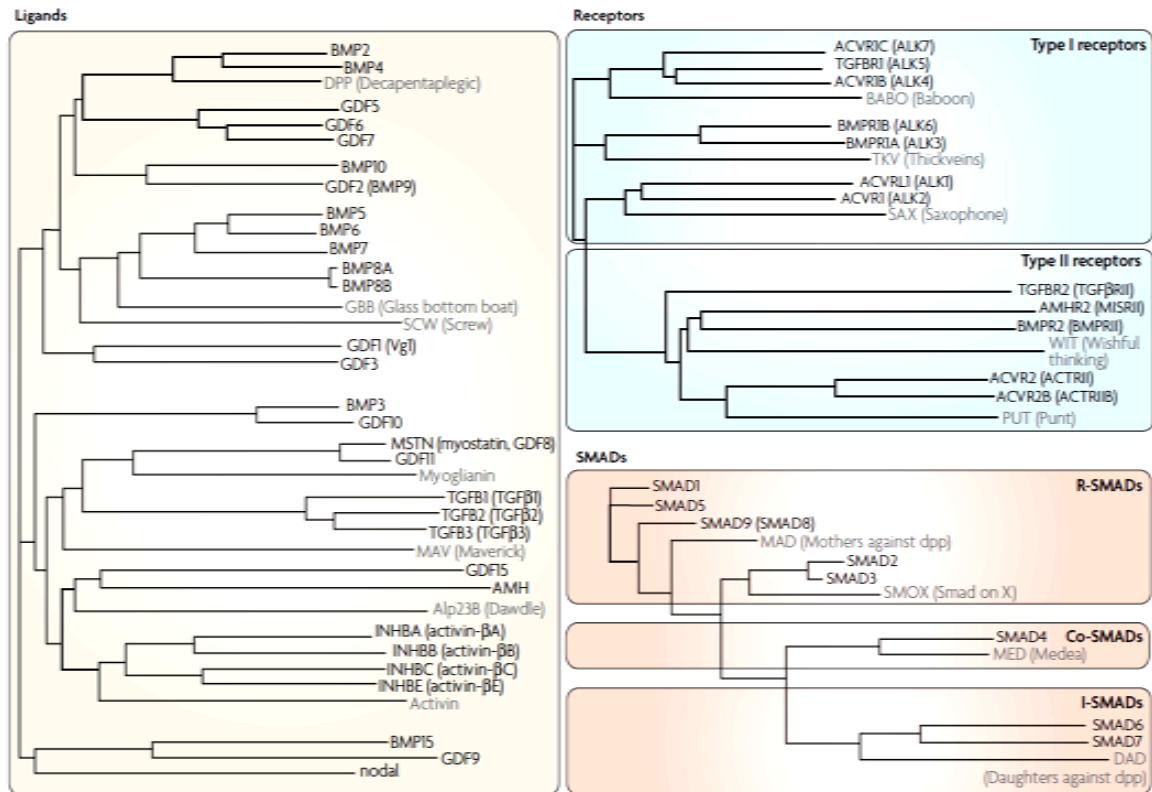 Ligands
BMP2
BMP4
DPP (Decapentaplegic)
GDF5
GDF6
GDF7
BMP10
GDF2 (BMP9)
BMP5
BMP6
BMP7
BMP8A
BMP8B
GBB (Glass bottom boat)
SCW (Screw)
GDF1 (Vg1)
GDF3
BMP3
GDF10
MSTN (myostatin, GDF8)
GDF11
Myoglianin
TGFB1 (TGFβ1)
TGFB2 (TGFβ2)
TGFB3 (TGFβ3)
MAV (Maverick)
GDF15
AMH
Alp23B (Dawdle)
INHBA (activin-βA)
INHBB (activin-βB)
INHBC (activin-βC)
INHBE (activin-βE)
Activin
BMP15
GDF9
nodal
Receptors
Type I receptors
ACVR1C (ALK7)
TGFBR1 (ALK5)
ACVR1B (ALK4)
BABO (Baboon)
BMPR1B (ALK6)
BMPR1A (ALK3)
TKV (Thickveins)
ACVRL1 (ALK1)
ACVR1 (ALK2)
SAX (Saxophone)
Type II receptors
TGFBR2 (TGFβRII)
AMHR2 (MISRII)
BMPR2 (BMPRII)
WIT (Wishful
thinking)
ACVR2 (ACTRII)
ACVR2B (ACTRIIB)
PUT (Punt)
SMADs
R-SMADs
SMAD1
SMAD5
SMAD9 (SMAD8)
MAD (Mothers against dpp)
SMAD2
SMAD3
SMOX (Smad on X)
Co-SMADs
SMAD4
MED (Medea)
I-SMADs
SMAD6
SMAD7
DAD
(Daughters against dpp)